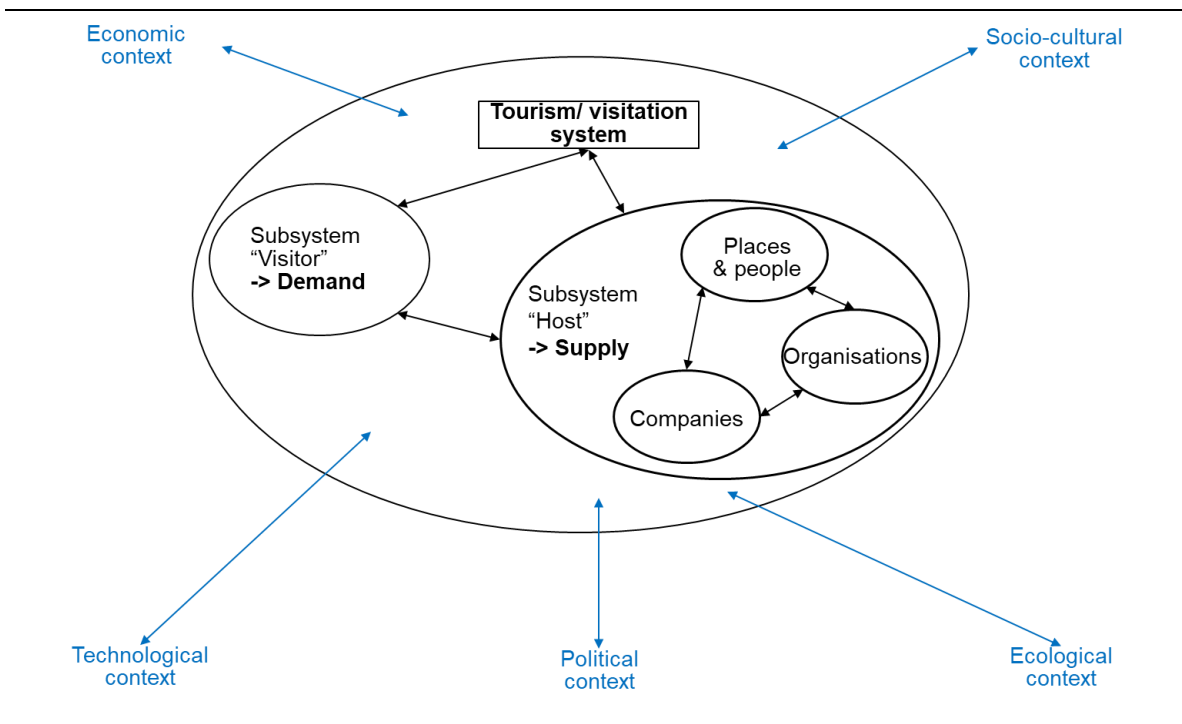 Economic
context
Socio-cultural
context
Tourism/ visitation
system
Subsystem
“Visitor”
-> Demand
Places
& people
Subsystem
“Host”
-> Supply
Organisations
Companies
Technological
context
Political
context
Ecological
context